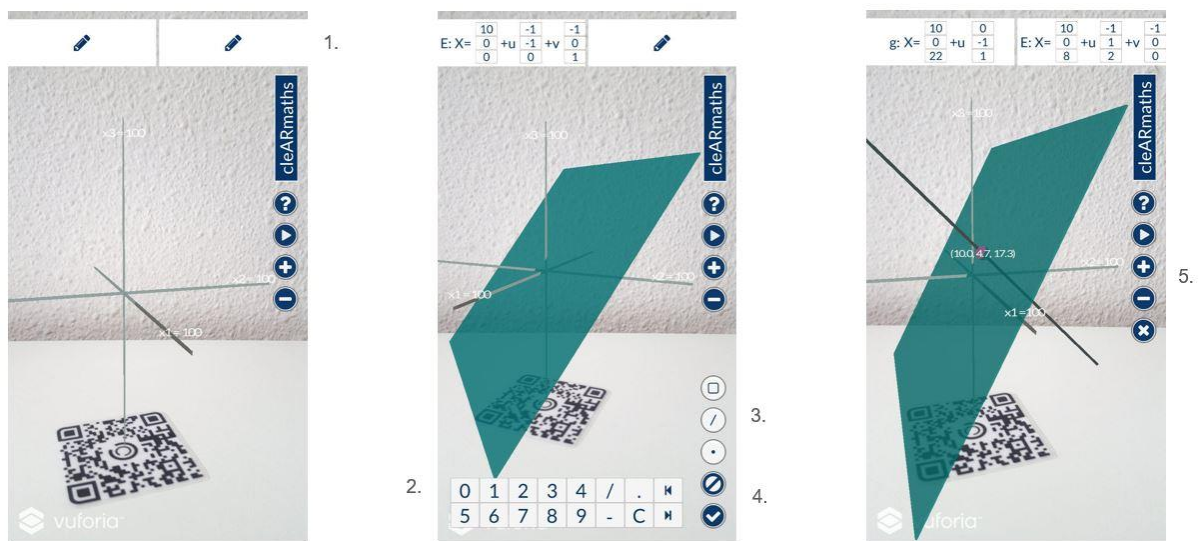 1.
x3=100
x2=100
x1=100
cleARmaths
?
+
-
vuforia™
10 -1 -1
E: X= 0 +u -1 +v 0
0 0 1
x3=100
x2=100
x1=100
cleARmaths
?
+
-
3.
2.
4.
0 1 2 3 4 / .
5 6 7 8 9 - C
10 0
g: X= 0 +u -1
22 1
10 -1 -1
E: X= 0 +u 1 +v 0
8 2 0
x3=100
cleARmaths
?
(10.0, 4.7, 17.3)
x2=100
x1=100
+
-
5.